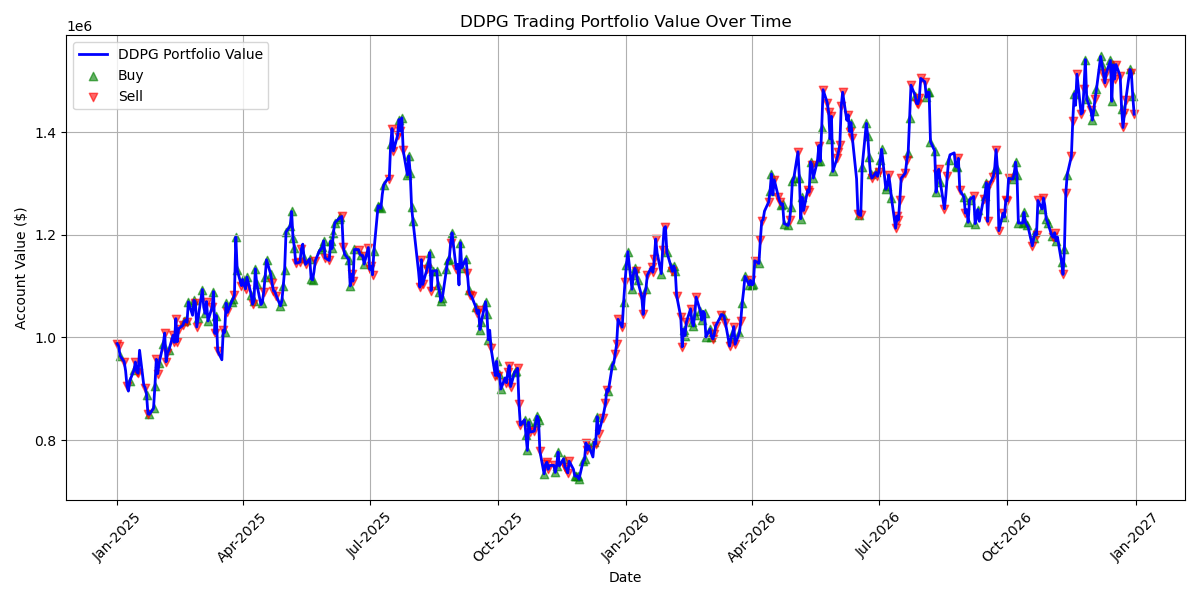 DDPG Trading Portfolio Value Over Time
1e6
DDPG Portfolio Value
Buy
Sell
1.4
1.2
1.0
0.8
Account Value ($)
Jan-2025
Apr-2025
Jul-2025
Oct-2025
Jan-2026
Apr-2026
Jul-2026
Oct-2026
Jan-2027
Date